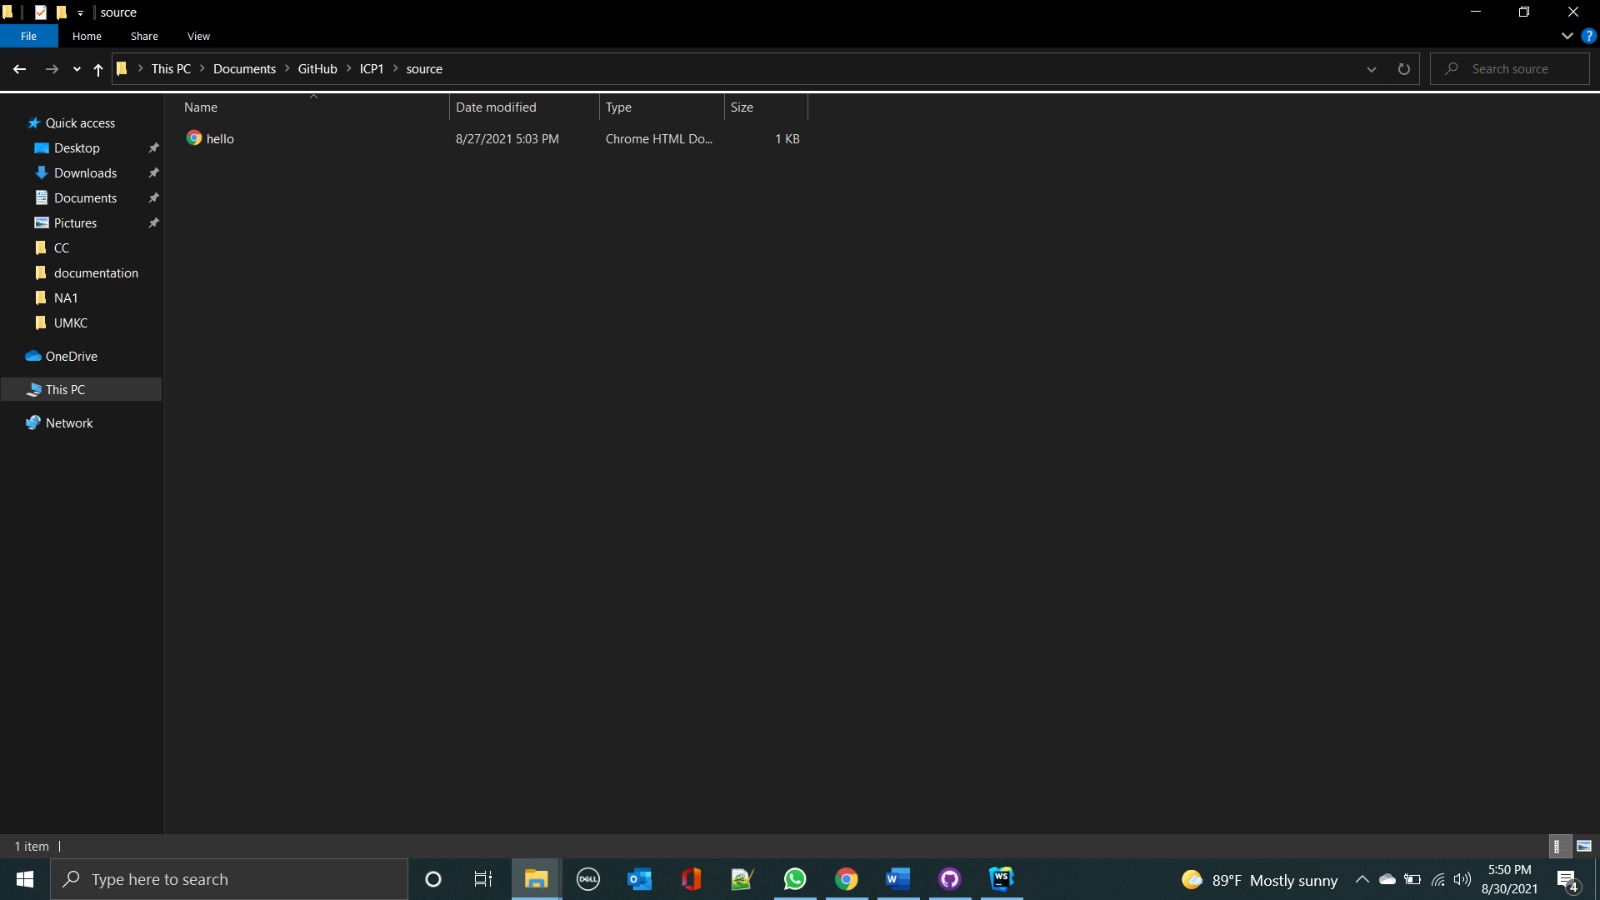 source
File Home Share View
This PC Documents GitHub ICP1 source
Search source
Name Date modified Type Size
hello 8/27/2021 5:03 PM Chrome HTML Do... 1 KB
Quick access
Desktop
Downloads
Documents
Pictures
CC
documentation
NA1
UMKC
OneDrive
This PC
Network
1 item
Type here to search
DELL
WS
89°F Mostly sunny
5:50 PM
8/30/2021
4